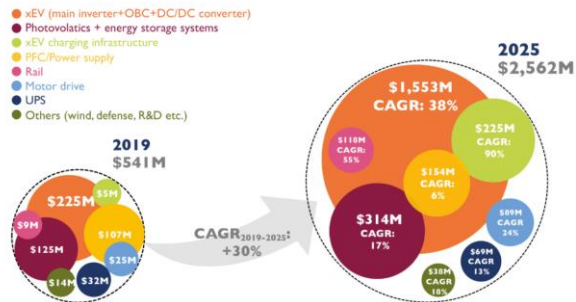 xEV (main inverter+OBC+DC/DC converter)
Photovolatics + energy storage systems
xEV charging infrastructure
PFC/Power supply
Rail
Motor drive
UPS
Others (wind, defense, R&D etc.)
2019
$541M
$225M
$5M
$9M
$107M
$125M
$25M
$14M
$32M
CAGR2019-2025:
+30%
2025
$2,562M
$1,553M
CAGR: 38%
$225M
CAGR:
90%
$118M
CAGR:
55%
$154M
CAGR:
6%
$314M
CAGR:
17%
$89M
CAGR
24%
$69M
CAGR
13%
$38M
CAGR
18%